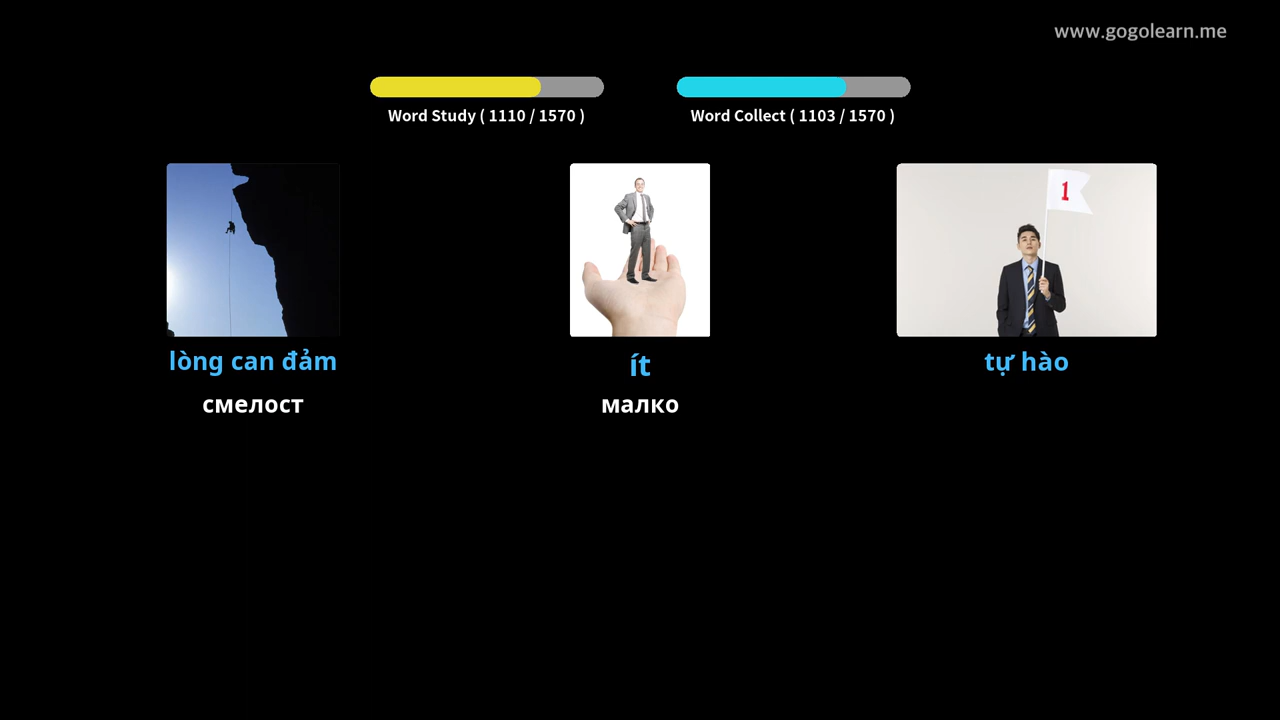 www.gogolearn.me
Word Study ( 1110 / 1570 )
Word Collect ( 1103 / 1570 )
1
lòng can đảm
ít
tự hào
смелост
малко